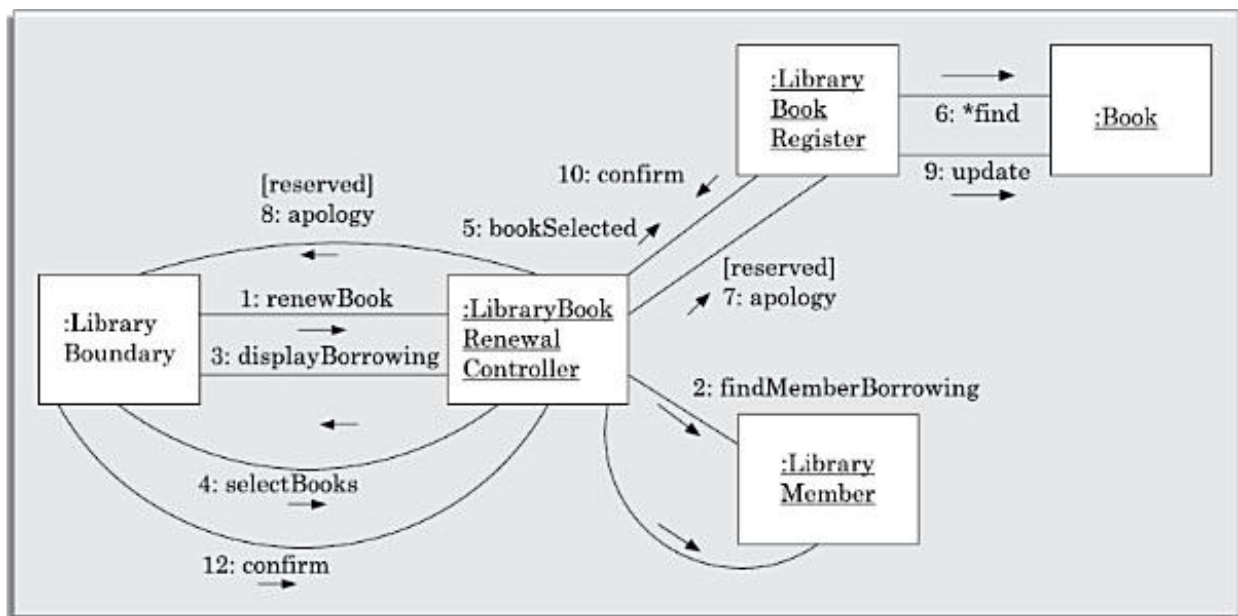 :Library
Book
Register
6: *find
:Book
9: update
10: confirm
[reserved]
8: apology
5: bookSelected
[reserved]
7: apology
1: renewBook
:Library
Boundary
3: displayBorrowing
:LibraryBook
Renewal
Controller
2: findMemberBorrowing
4: selectBooks
:Library
Member
12: confirm